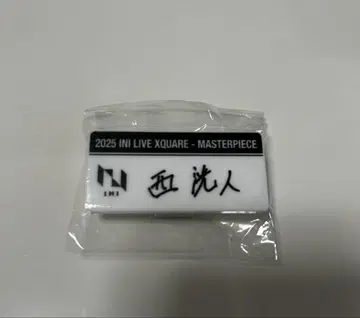 2025 INI LIVE XQUARE - MASTERPIECE
西 洸人
INI